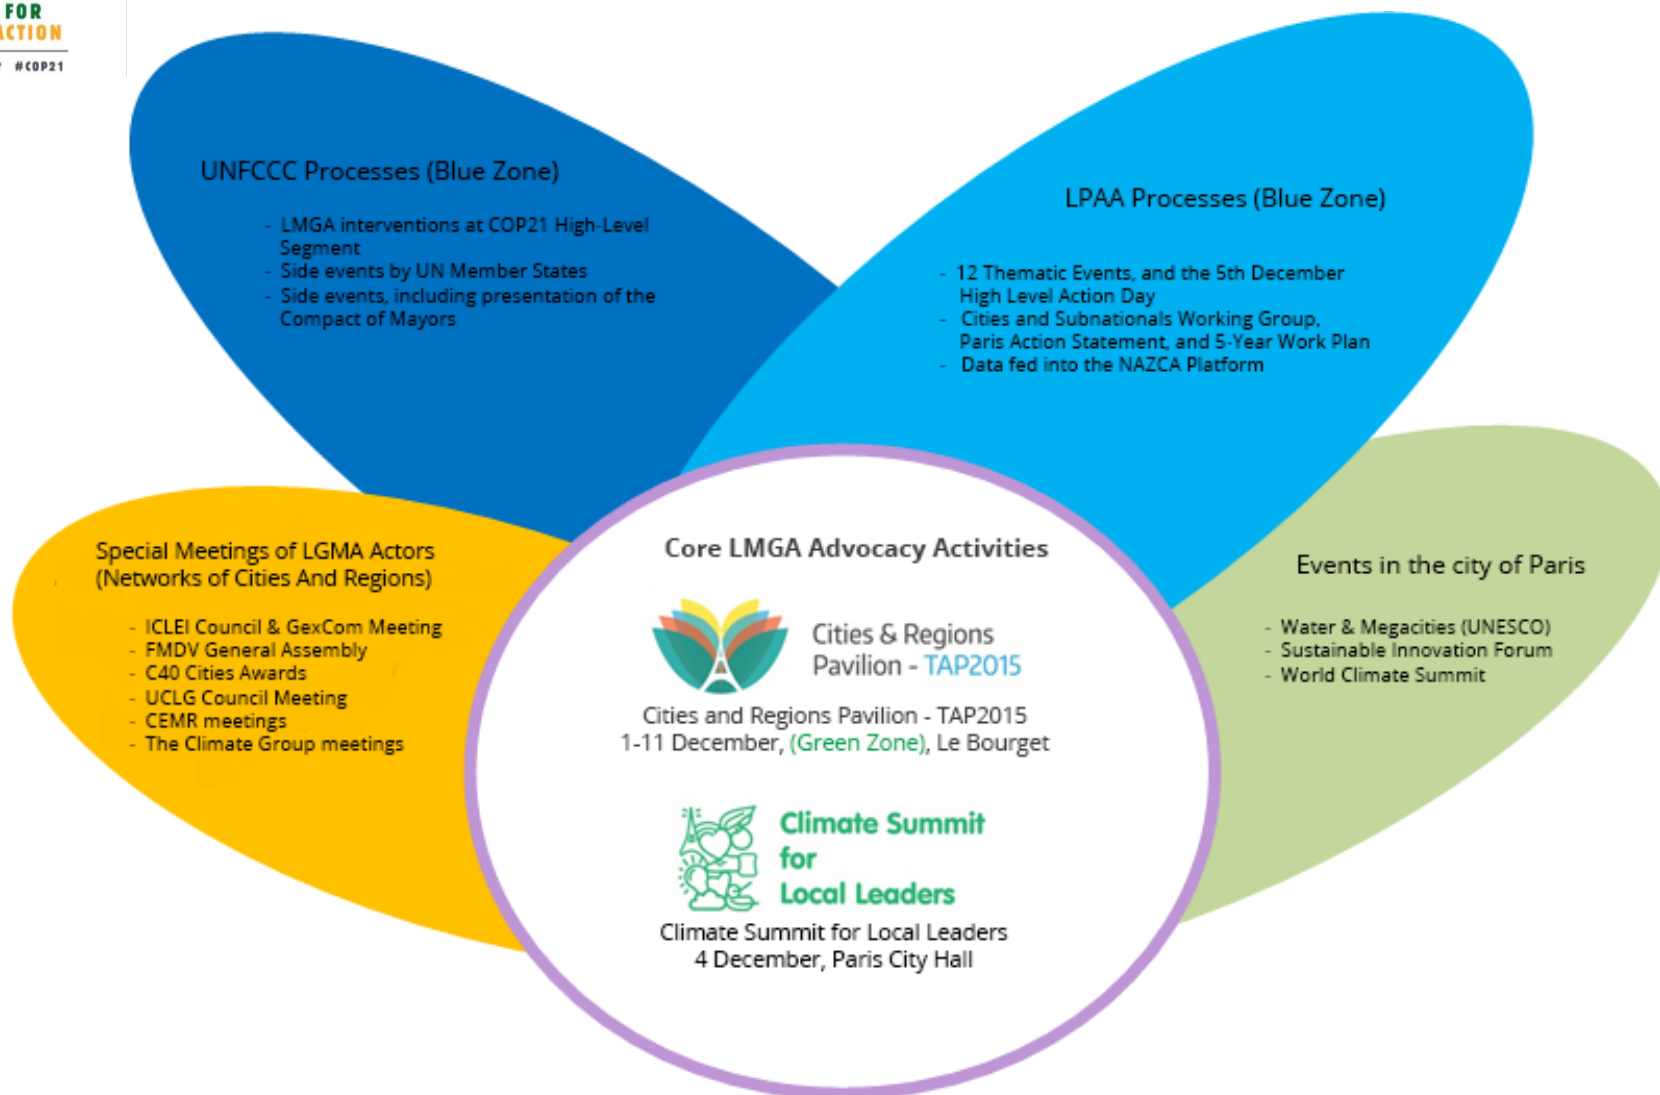 FOR
ACTION
#COP21
UNFCCC Processes (Blue Zone)
- LMGA interventions at COP21 High-Level
Segment
- Side events by UN Member States
- Side events, including presentation of the
Compact of Mayors
LPAA Processes (Blue Zone)
- 12 Thematic Events, and the 5th December
High Level Action Day
- Cities and Subnationals Working Group,
Paris Action Statement, and 5-Year Work Plan
- Data fed into the NAZCA Platform
Special Meetings of LGMA Actors
(Networks of Cities And Regions)
- ICLEI Council & GexCom Meeting
- FMDV General Assembly
- C40 Cities Awards
- UCLG Council Meeting
- CEMR meetings
- The Climate Group meetings
Core LMGA Advocacy Activities
Cities & Regions
Pavilion - TAP2015
Cities and Regions Pavilion - TAP2015
1-11 December, (Green Zone), Le Bourget
Climate Summit
for
Local Leaders
Climate Summit for Local Leaders
4 December, Paris City Hall
Events in the city of Paris
- Water & Megacities (UNESCO)
- Sustainable Innovation Forum
- World Climate Summit